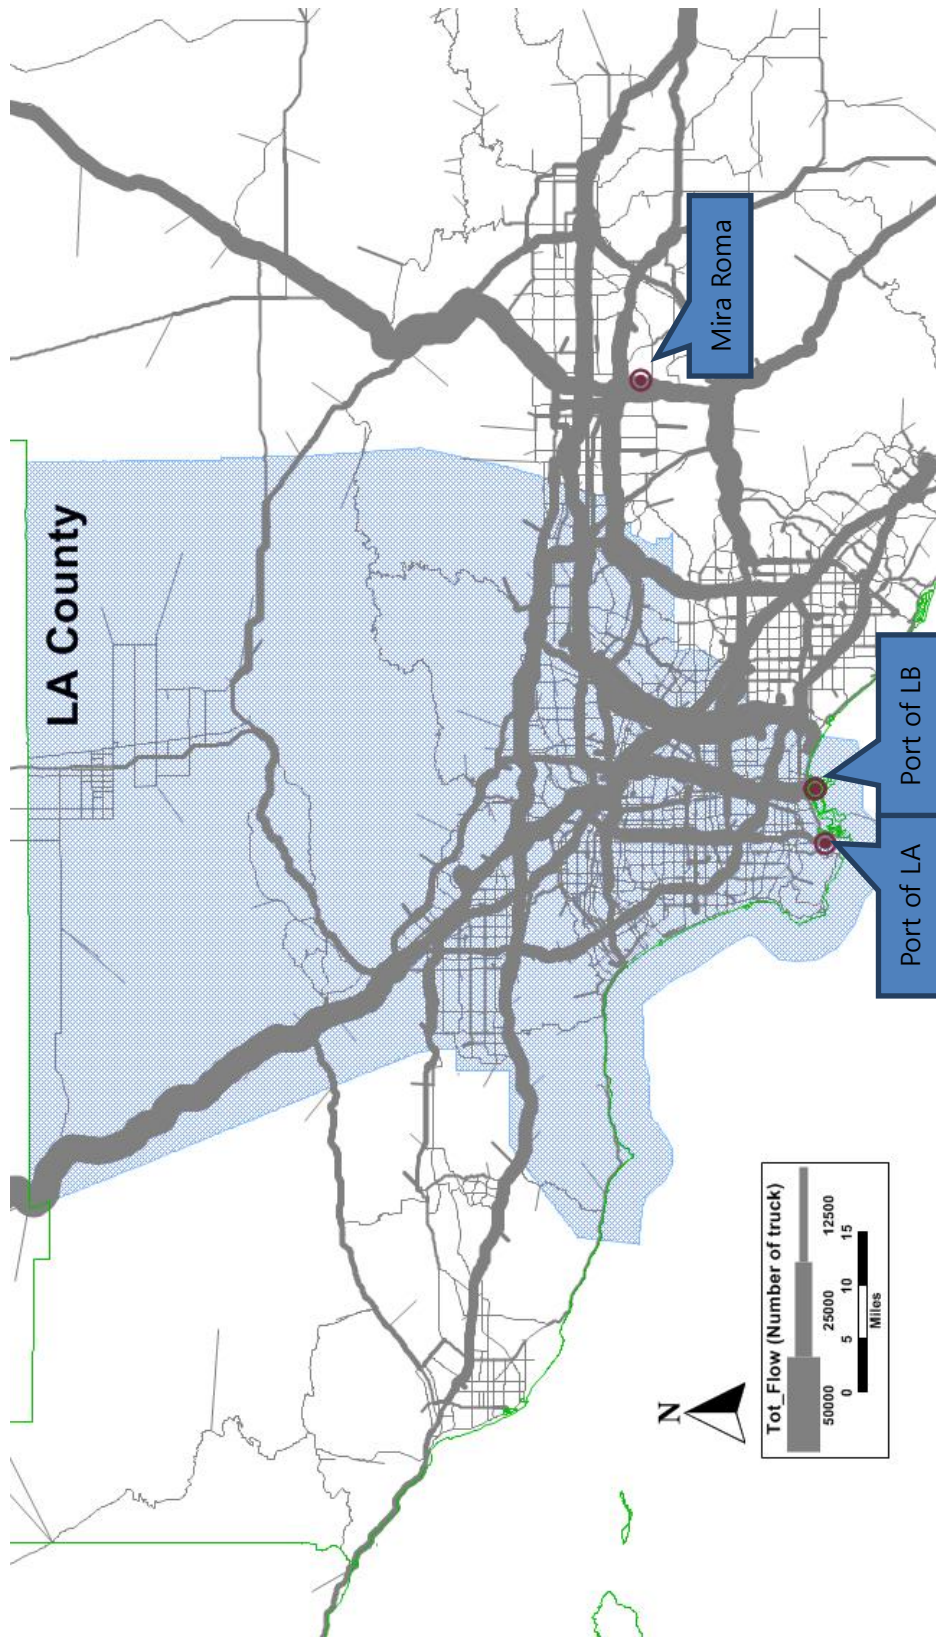 LA County
Mira Roma
Port of LB
Port of LA
N
Tot_Flow (Number of truck)
50000 25000 12500
0 5 10 15
Miles